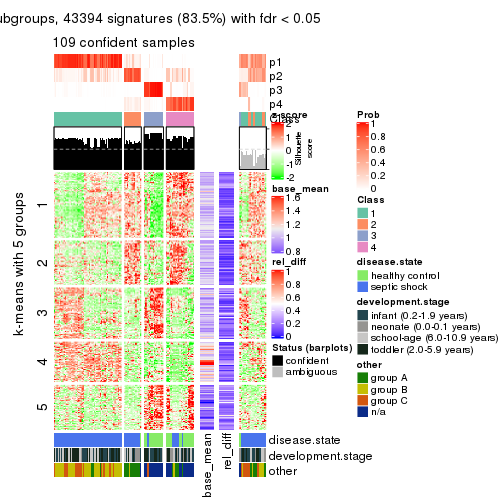 ubgroups, 43394 signatures (83.5%) with fdr < 0.05
109 confident samples
p1
p2
p3
p4
Class
z-score
2
1
0
-1
-2
Silhouette
score
k-means with 5 groups
1
2
3
4
5
base_mean
1.6
1.4
1.2
1
0.8
rel_diff
1
0.8
0.6
0.4
0.2
0
Status (barplots)
confident
ambiguous
Prob
1
0.8
0.6
0.4
0.2
0
Class
1
2
3
4
disease.state
healthy control
septic shock
development.stage
infant (0.2-1.9 years)
neonate (0.0-0.1 years)
school-age (6.0-10.9 years)
toddler (2.0-5.9 years)
other
group A
group B
group C
n/a
disease.state
development.stage
other
base_mean
rel_diff